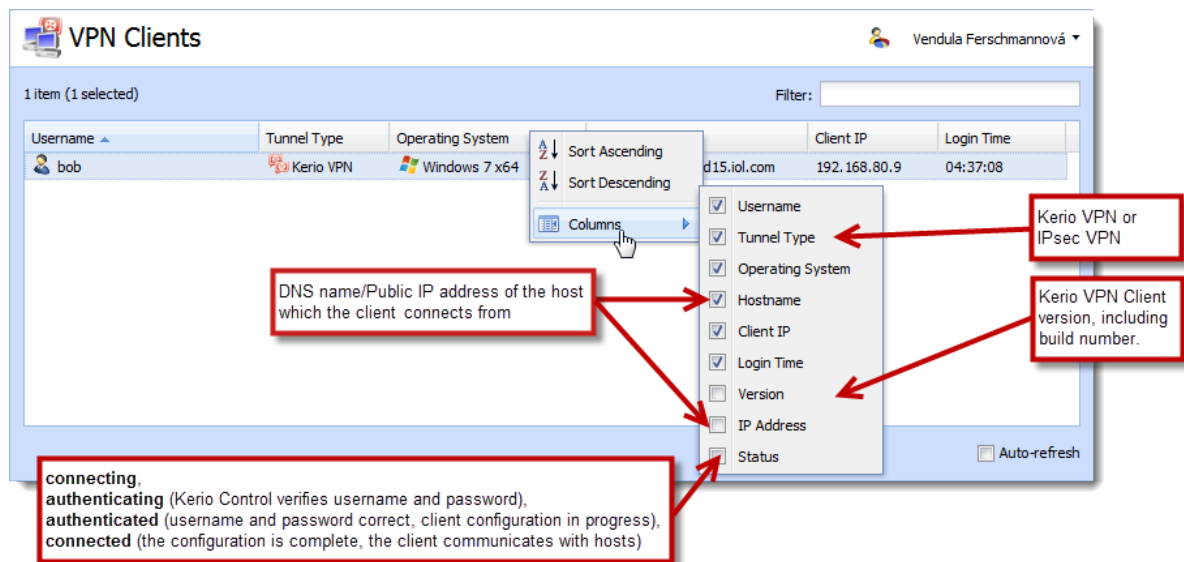 VPN Clients
Vendula Ferschmannová
1 item (1 selected)
Filter:
Username
Tunnel Type
Operating System
Client IP
Login Time
bob
Kerio VPN
Windows 7 x64
d15.iol.com
192.168.80.9
04:37:08
Sort Ascending
Sort Descending
Columns
Username
Tunnel Type
Operating System
Hostname
Client IP
Login Time
Version
IP Address
Status
Kerio VPN or
IPsec VPN
DNS name/Public IP address of the host
which the client connects from
Kerio VPN Client
version, including
build number.
Auto-refresh
connecting,
authenticating (Kerio Control verifies username and password),
authenticated (username and password correct, client configuration in progress),
connected (the configuration is complete, the client communicates with hosts)